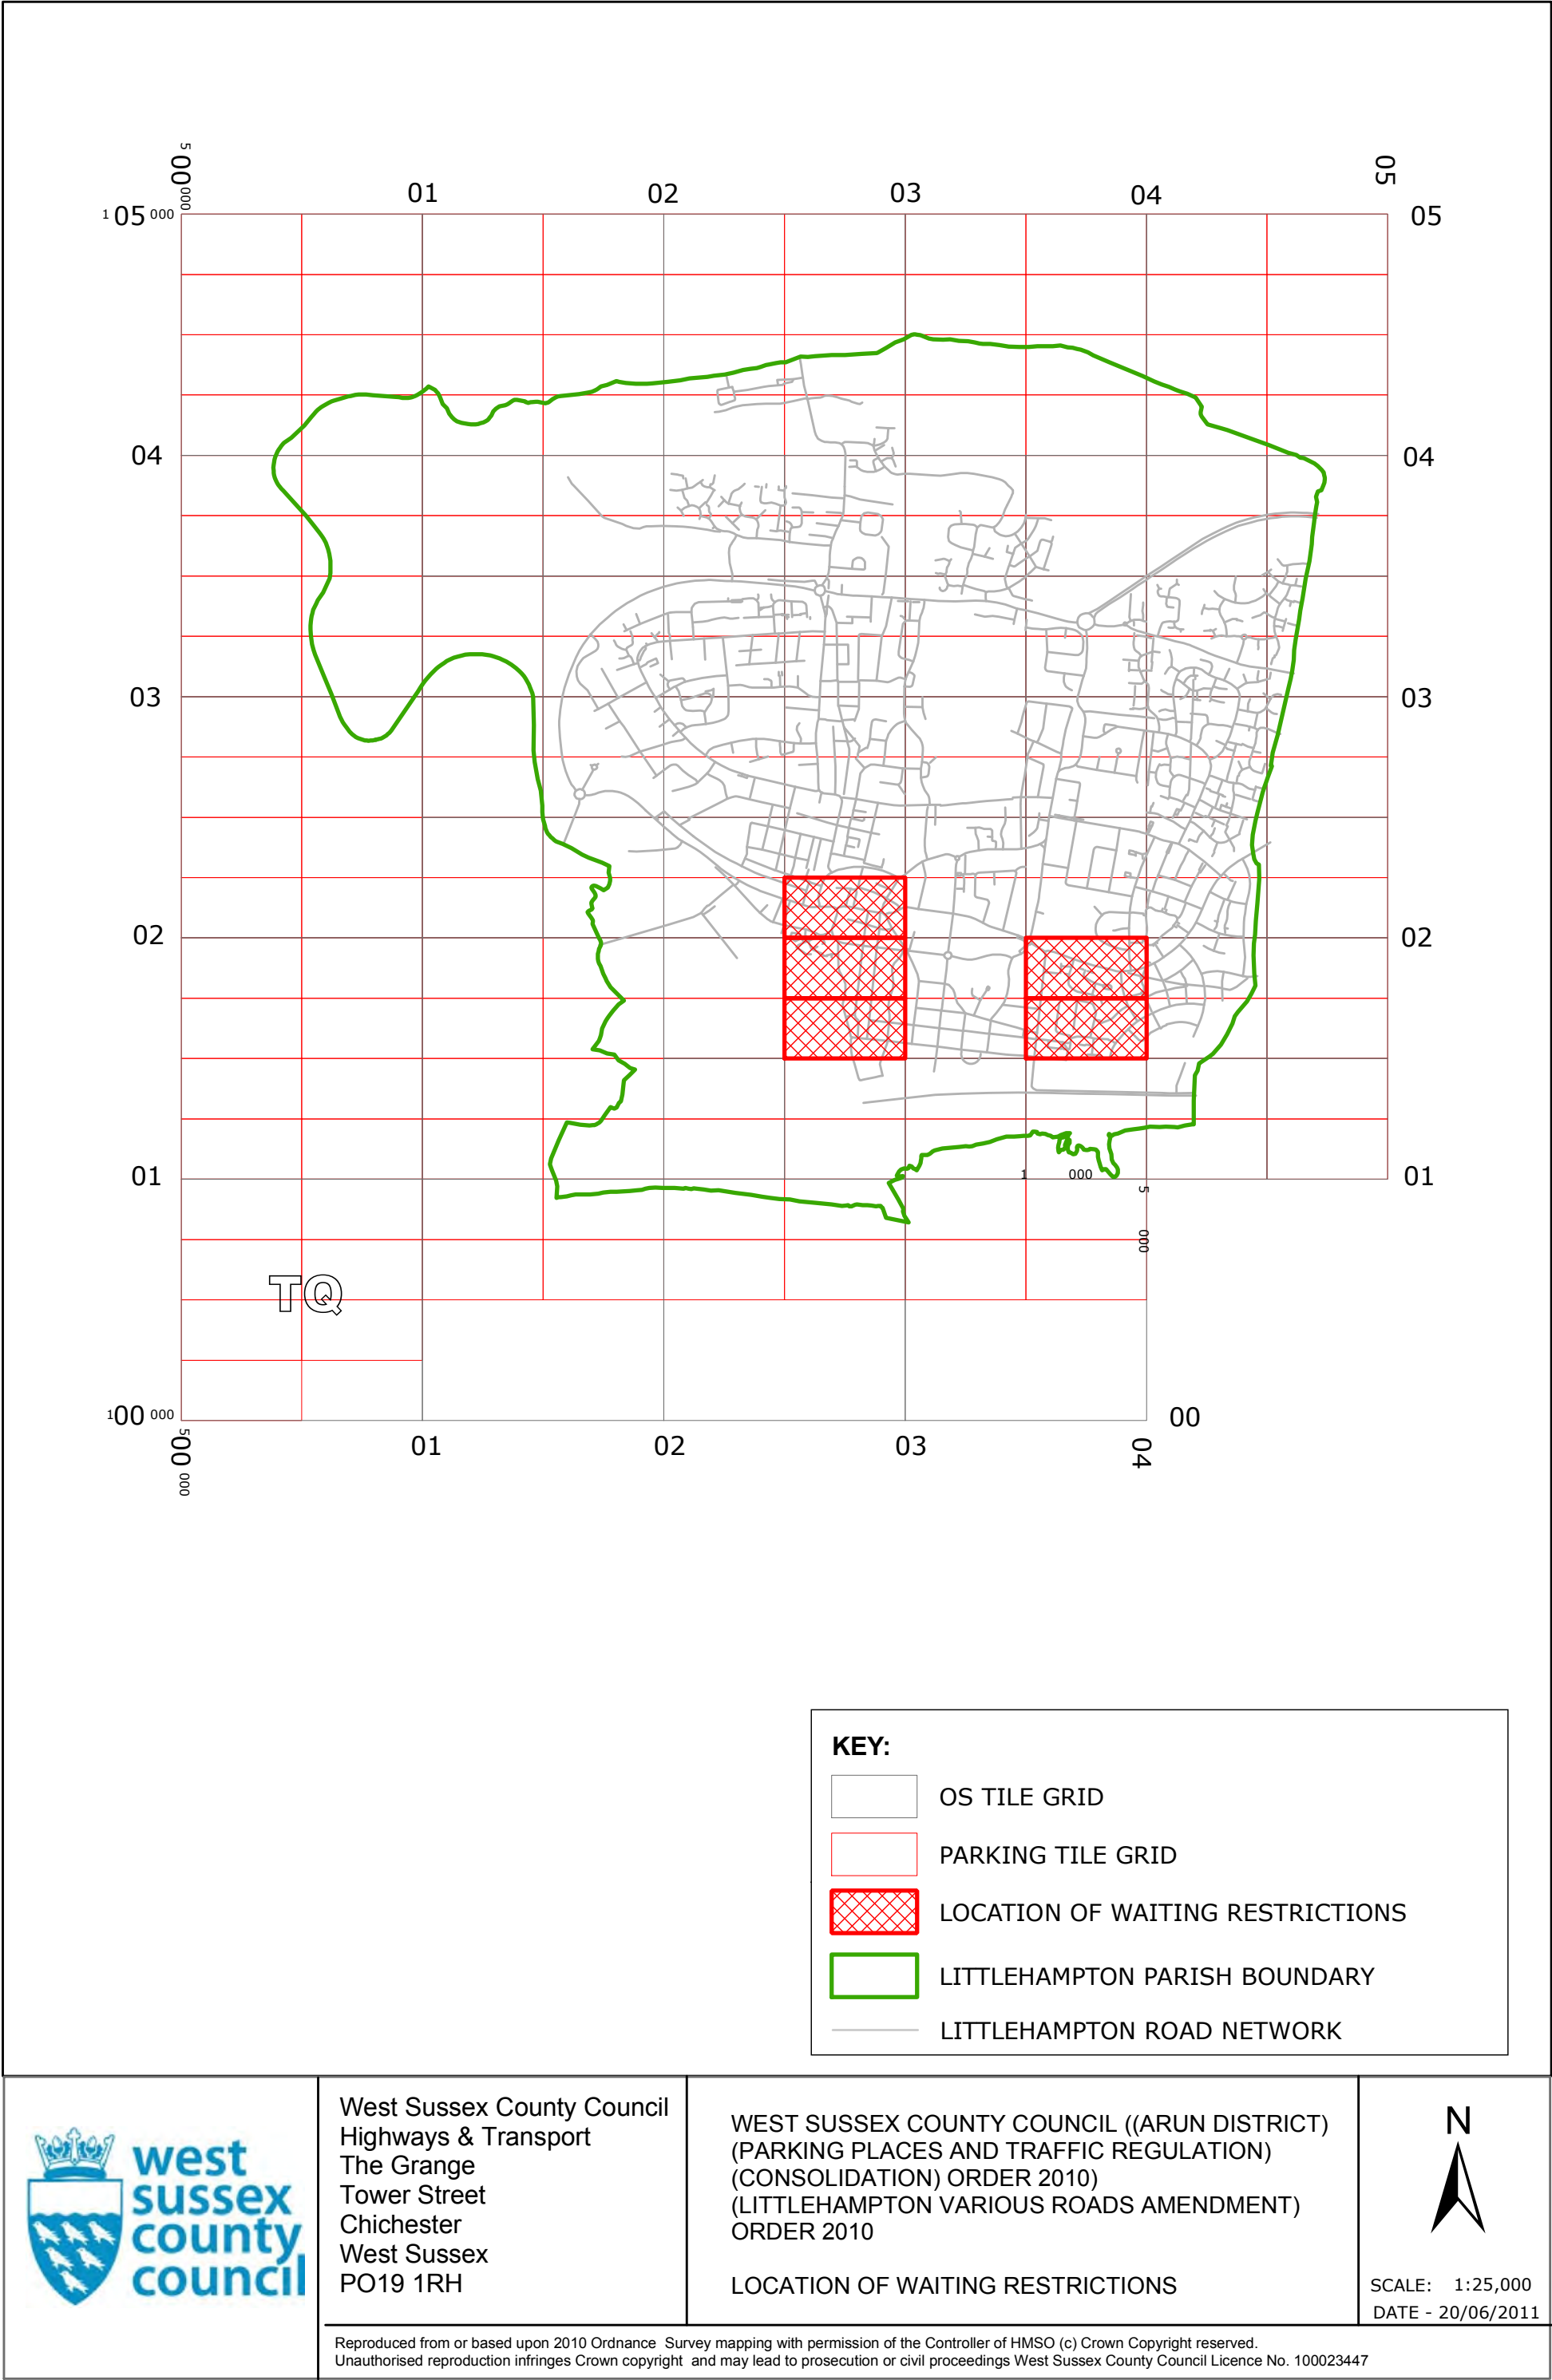 5 00 000
01
02
03
04
05
1 05 000
05
04
04
03
03
02
02
01
01
1 000
5 000
TQ
100 000
00
500 000
01
02
03
04
KEY:
OS TILE GRID
PARKING TILE GRID
LOCATION OF WAITING RESTRICTIONS
LITTLEHAMPTON PARISH BOUNDARY
LITTLEHAMPTON ROAD NETWORK
west
sussex
county
council
West Sussex County Council
Highways & Transport
The Grange
Tower Street
Chichester
West Sussex
PO19 1RH
WEST SUSSEX COUNTY COUNCIL ((ARUN DISTRICT)
(PARKING PLACES AND TRAFFIC REGULATION)
(CONSOLIDATION) ORDER 2010)
(LITTLEHAMPTON VARIOUS ROADS AMENDMENT)
ORDER 2010
LOCATION OF WAITING RESTRICTIONS
N
SCALE: 1:25,000
DATE - 20/06/2011
Reproduced from or based upon 2010 Ordnance Survey mapping with permission of the Controller of HMSO (c) Crown Copyright reserved.
Unauthorised reproduction infringes Crown copyright and may lead to prosecution or civil proceedings West Sussex County Council Licence No. 100023447